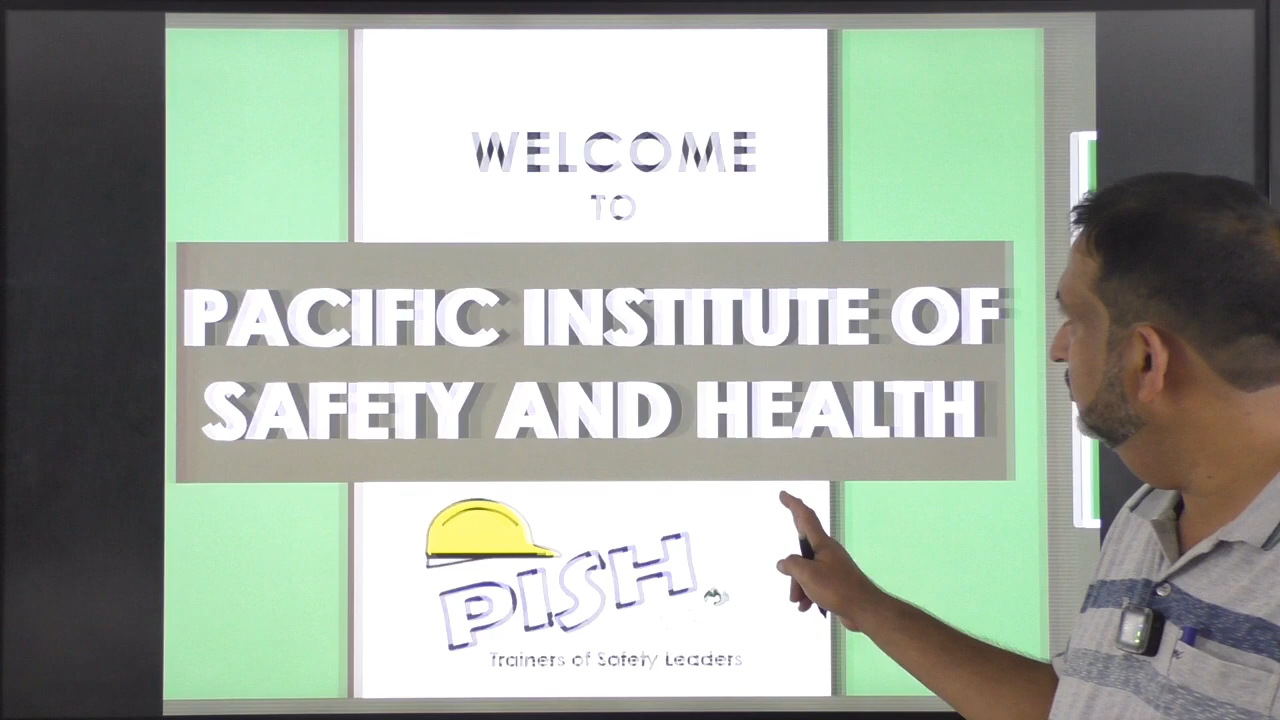 WELCOME
TO
PACIFIC INSTITUTE OF
SAFETY AND HEALTH
PISH
Trainers of Safety Leaders